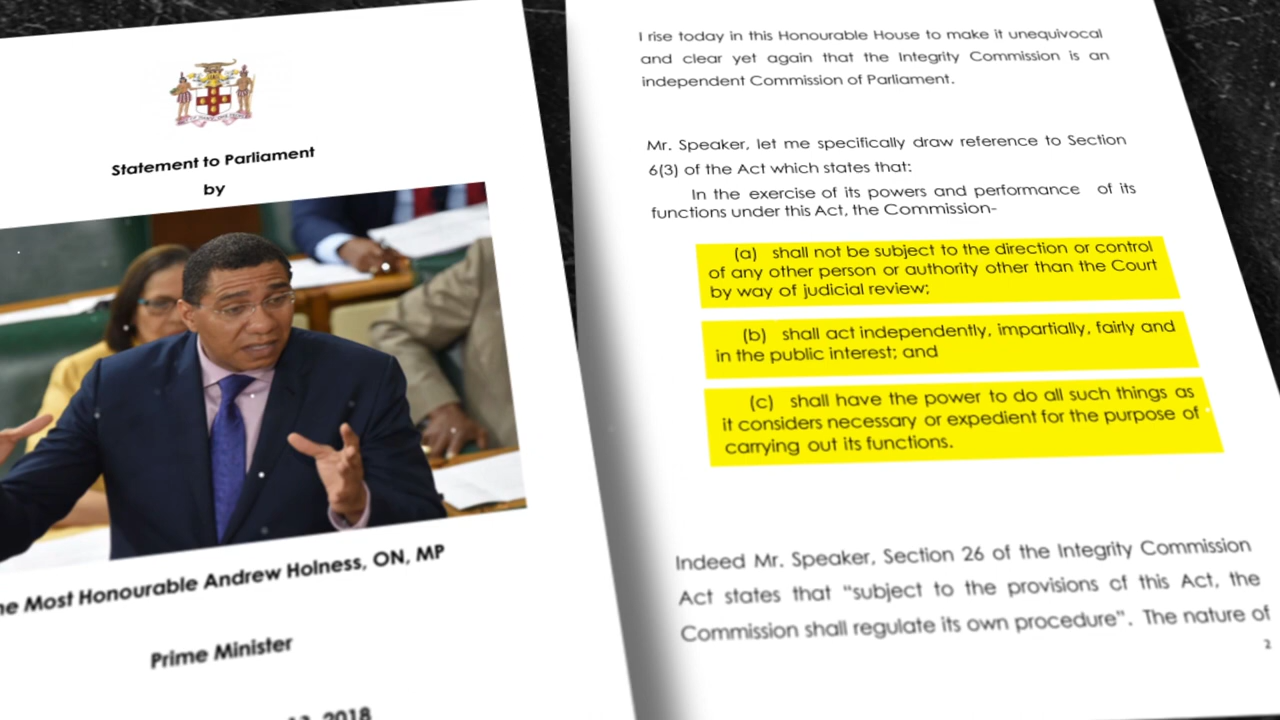 Statement to Parliament
by
Most Honourable Andrew Holness, ON, MP
Prime Minister
2018
I rise today in this Honourable House to make it unequivocal
and clear yet again that the Integrity Commission is an
independent Commission of Parliament.
Mr. Speaker, let me specifically draw reference to Section
6(3) of the Act which states that:
In the exercise of its powers and performance of its
functions under this Act, the Commission-
(a) shall not be subject to the direction or control
of any other person or authority other than the Court
by way of judicial review;
(b) shall act independently, impartially, fairly and
in the public interest; and
(c) shall have the power to do all such things as
it considers necessary or expedient for the purpose of
carrying out its functions.
Indeed Mr. Speaker, Section 26 of the Integrity Commission
Act states that “subject to the provisions of this Act, the
Commission shall regulate its own procedure”. The nature of
2